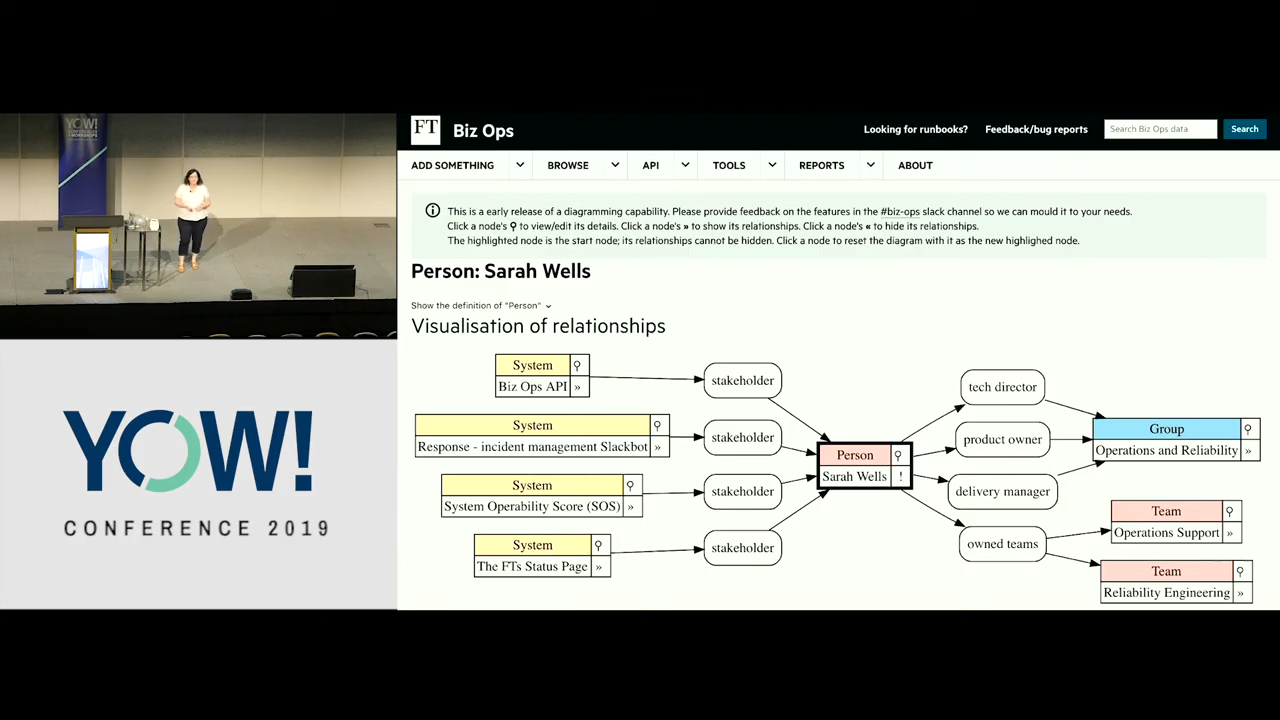 YOW!
FT
Biz Ops
Looking for runbooks?
Feedback/bug reports
Search Biz Ops data
Search
ADD SOMETHING
BROWSE
API
TOOLS
REPORTS
ABOUT
This is a early release of a diagramming capability. Please provide feedback on the features in the #biz-ops slack channel so we can mould it to your needs.
Click a node's ⚲ to view/edit its details. Click a node's » to show its relationships. Click a node's « to hide its relationships.
The highlighted node is the start node; its relationships cannot be hidden. Click a node to reset the diagram with it as the new highlighed node.
Person: Sarah Wells
Show the definition of "Person"
Visualisation of relationships
System ⚲
Biz Ops API »
stakeholder
System ⚲
Response - incident management Slackbot »
stakeholder
System ⚲
System Operability Score (SOS) »
stakeholder
System ⚲
The FTs Status Page »
stakeholder
Person ⚲
Sarah Wells !
tech director
product owner
delivery manager
owned teams
Group ⚲
Operations and Reliability »
Team ⚲
Operations Support »
Team ⚲
Reliability Engineering »
YOW!
CONFERENCE 2019